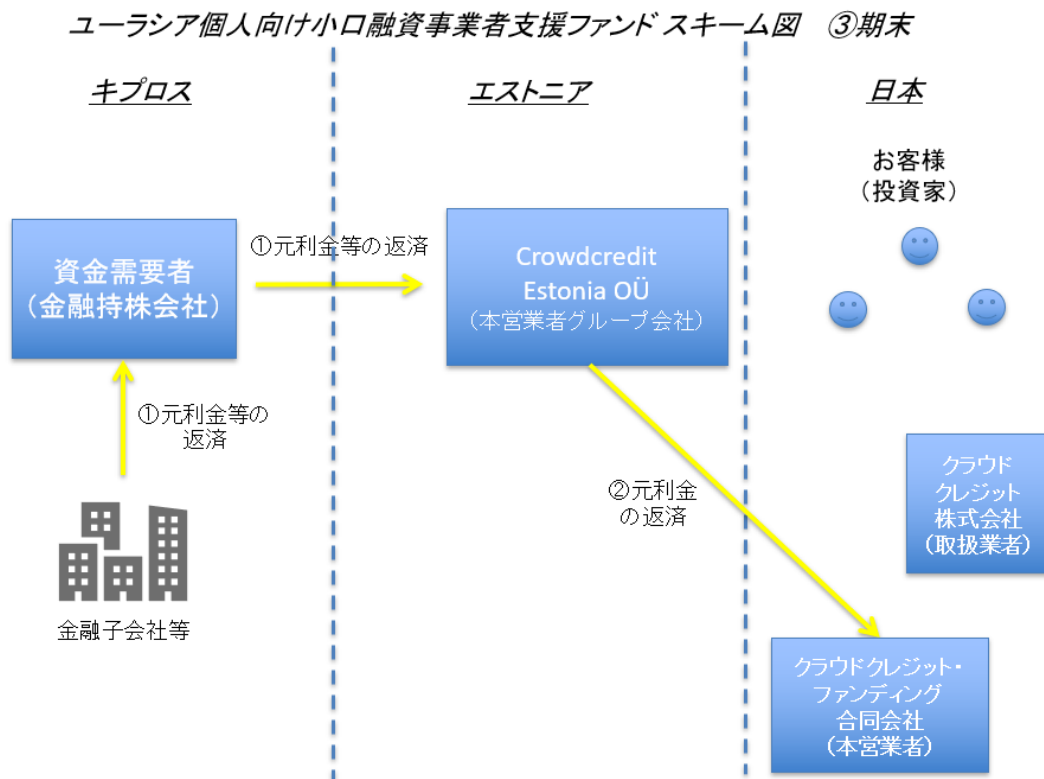 ユーラシア個人向け小口融資事業者支援ファンド スキーム図　③期末
キプロス
エストニア
日本
お客様
（投資家）
資金需要者
（金融持株会社）
①元利金等の返済
Crowdcredit
Estonia OÜ
（本営業者グループ会社）
①元利金等の
返済
②元利金
の返済
クラウド
クレジット
株式会社
（取扱業者）
金融子会社等
クラウドクレジット・
ファンディング
合同会社
（本営業者）